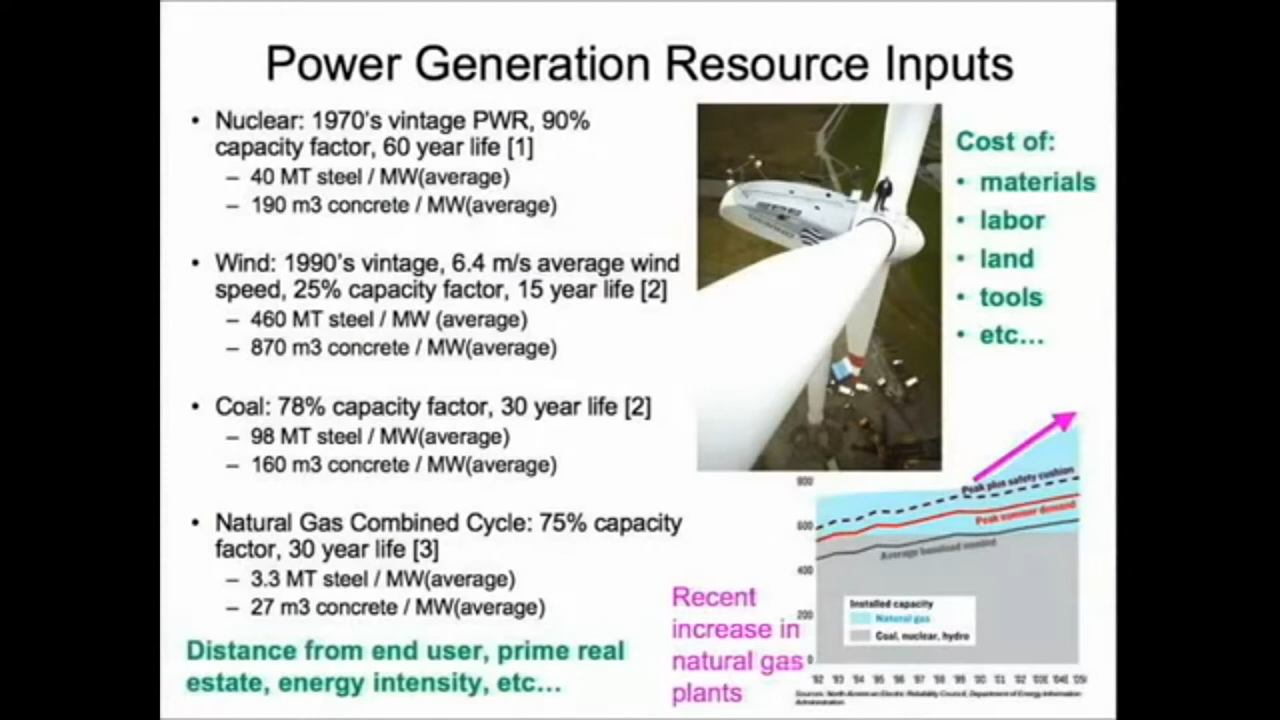 Power Generation Resource Inputs
• Nuclear: 1970's vintage PWR, 90%
capacity factor, 60 year life [1]
– 40 MT steel / MW(average)
– 190 m3 concrete / MW(average)
• Wind: 1990's vintage, 6.4 m/s average wind
speed, 25% capacity factor, 15 year life [2]
– 460 MT steel / MW (average)
– 870 m3 concrete / MW(average)
• Coal: 78% capacity factor, 30 year life [2]
– 98 MT steel / MW(average)
– 160 m3 concrete / MW(average)
• Natural Gas Combined Cycle: 75% capacity
factor, 30 year life [3]
– 3.3 MT steel / MW(average)
– 27 m3 concrete / MW(average)
Distance from end user, prime real
estate, energy intensity, etc...
Cost of:
• materials
• labor
• land
• tools
• etc...
Recent
increase in
natural gas
plants
800
600
400
200
0
Peak plus safety cushion
Peak summer demand
Average baseload
Installed capacity
Natural gas
Coal, nuclear, hydro
'92 '93 '94 '95 '96 '97 '98 '99 '00 '01 '02
Sources: North American Electric Reliability Council, Department of Energy Information
Administration